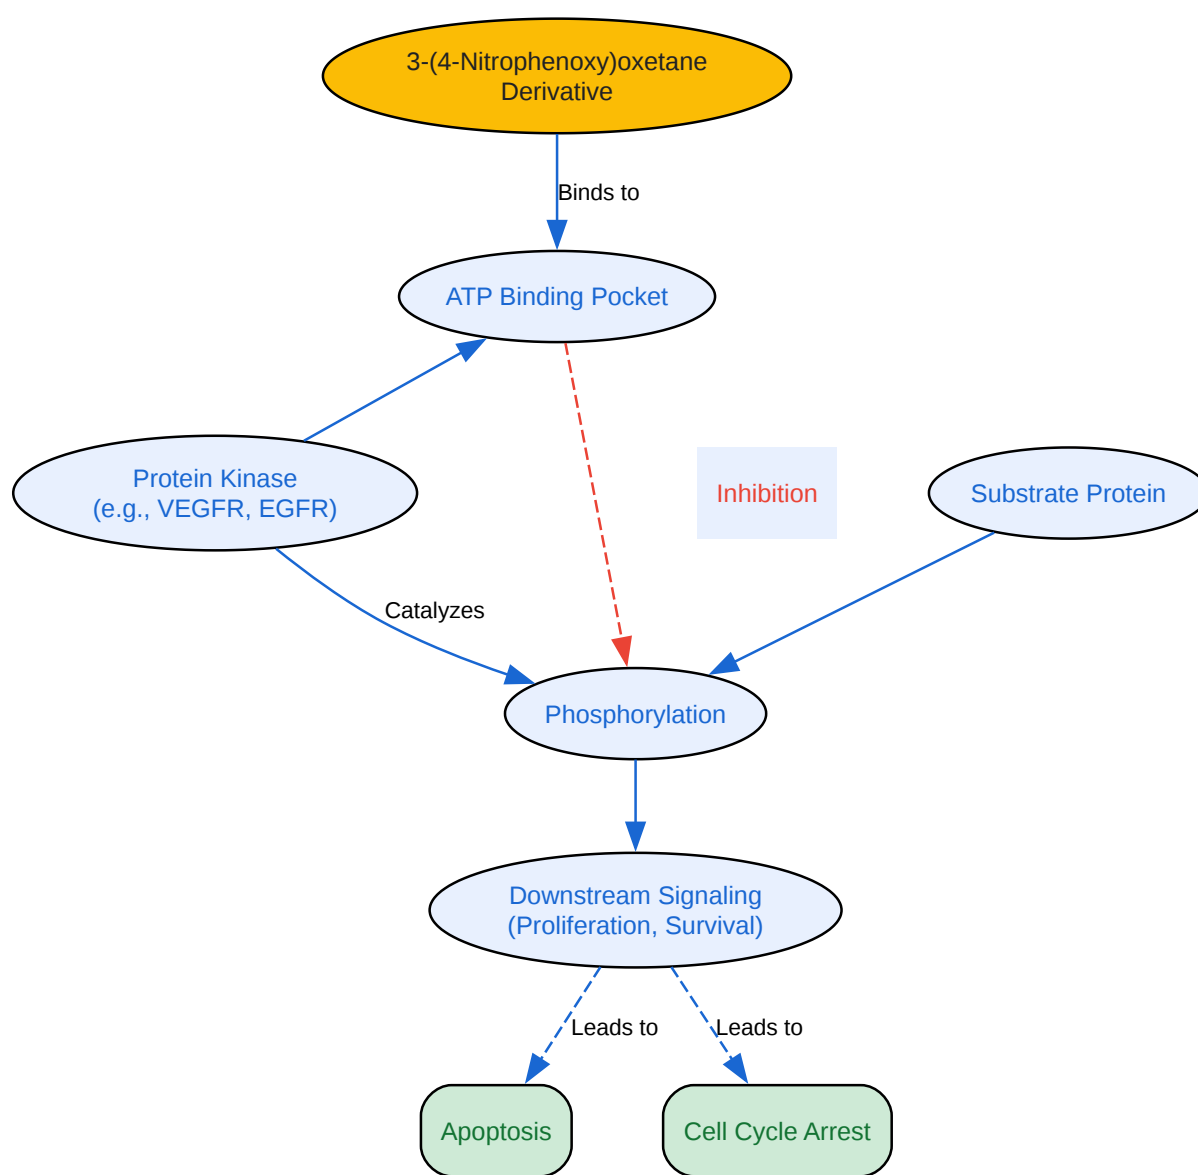 3-(4-Nitrophenoxy)oxetane
Derivative
Binds to
ATP Binding Pocket
Protein Kinase
(e.g., VEGFR, EGFR)
Inhibition
Substrate Protein
Catalyzes
Phosphorylation
Downstream Signaling
(Proliferation, Survival)
Leads to
Leads to
Apoptosis
Cell Cycle Arrest